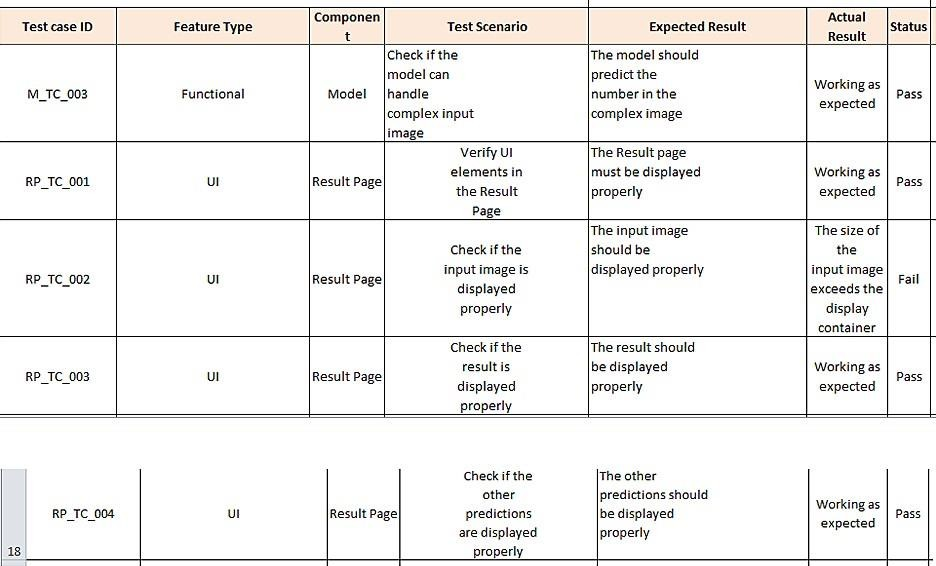 Test case ID Feature Type Componen
t Test Scenario Expected Result Actual
Result Status
M_TC_003 Functional Model Check if the
model can
handle
complex input
image The model should
predict the
number in the
complex image Working as
expected Pass
RP_TC_001 UI Result Page Verify UI
elements in
the Result
Page The Result page
must be displayed
properly Working as
expected Pass
RP_TC_002 UI Result Page Check if the
input image is
displayed
properly The input image
should be
displayed properly The size of
the
input image
exceeds the
display
container Fail
RP_TC_003 UI Result Page Check if the
result is
displayed
properly The result should
be displayed
properly Working as
expected Pass
18 RP_TC_004 UI Result Page Check if the
other
predictions
are displayed
properly The other
predictions should
be displayed
properly Working as
expected Pass